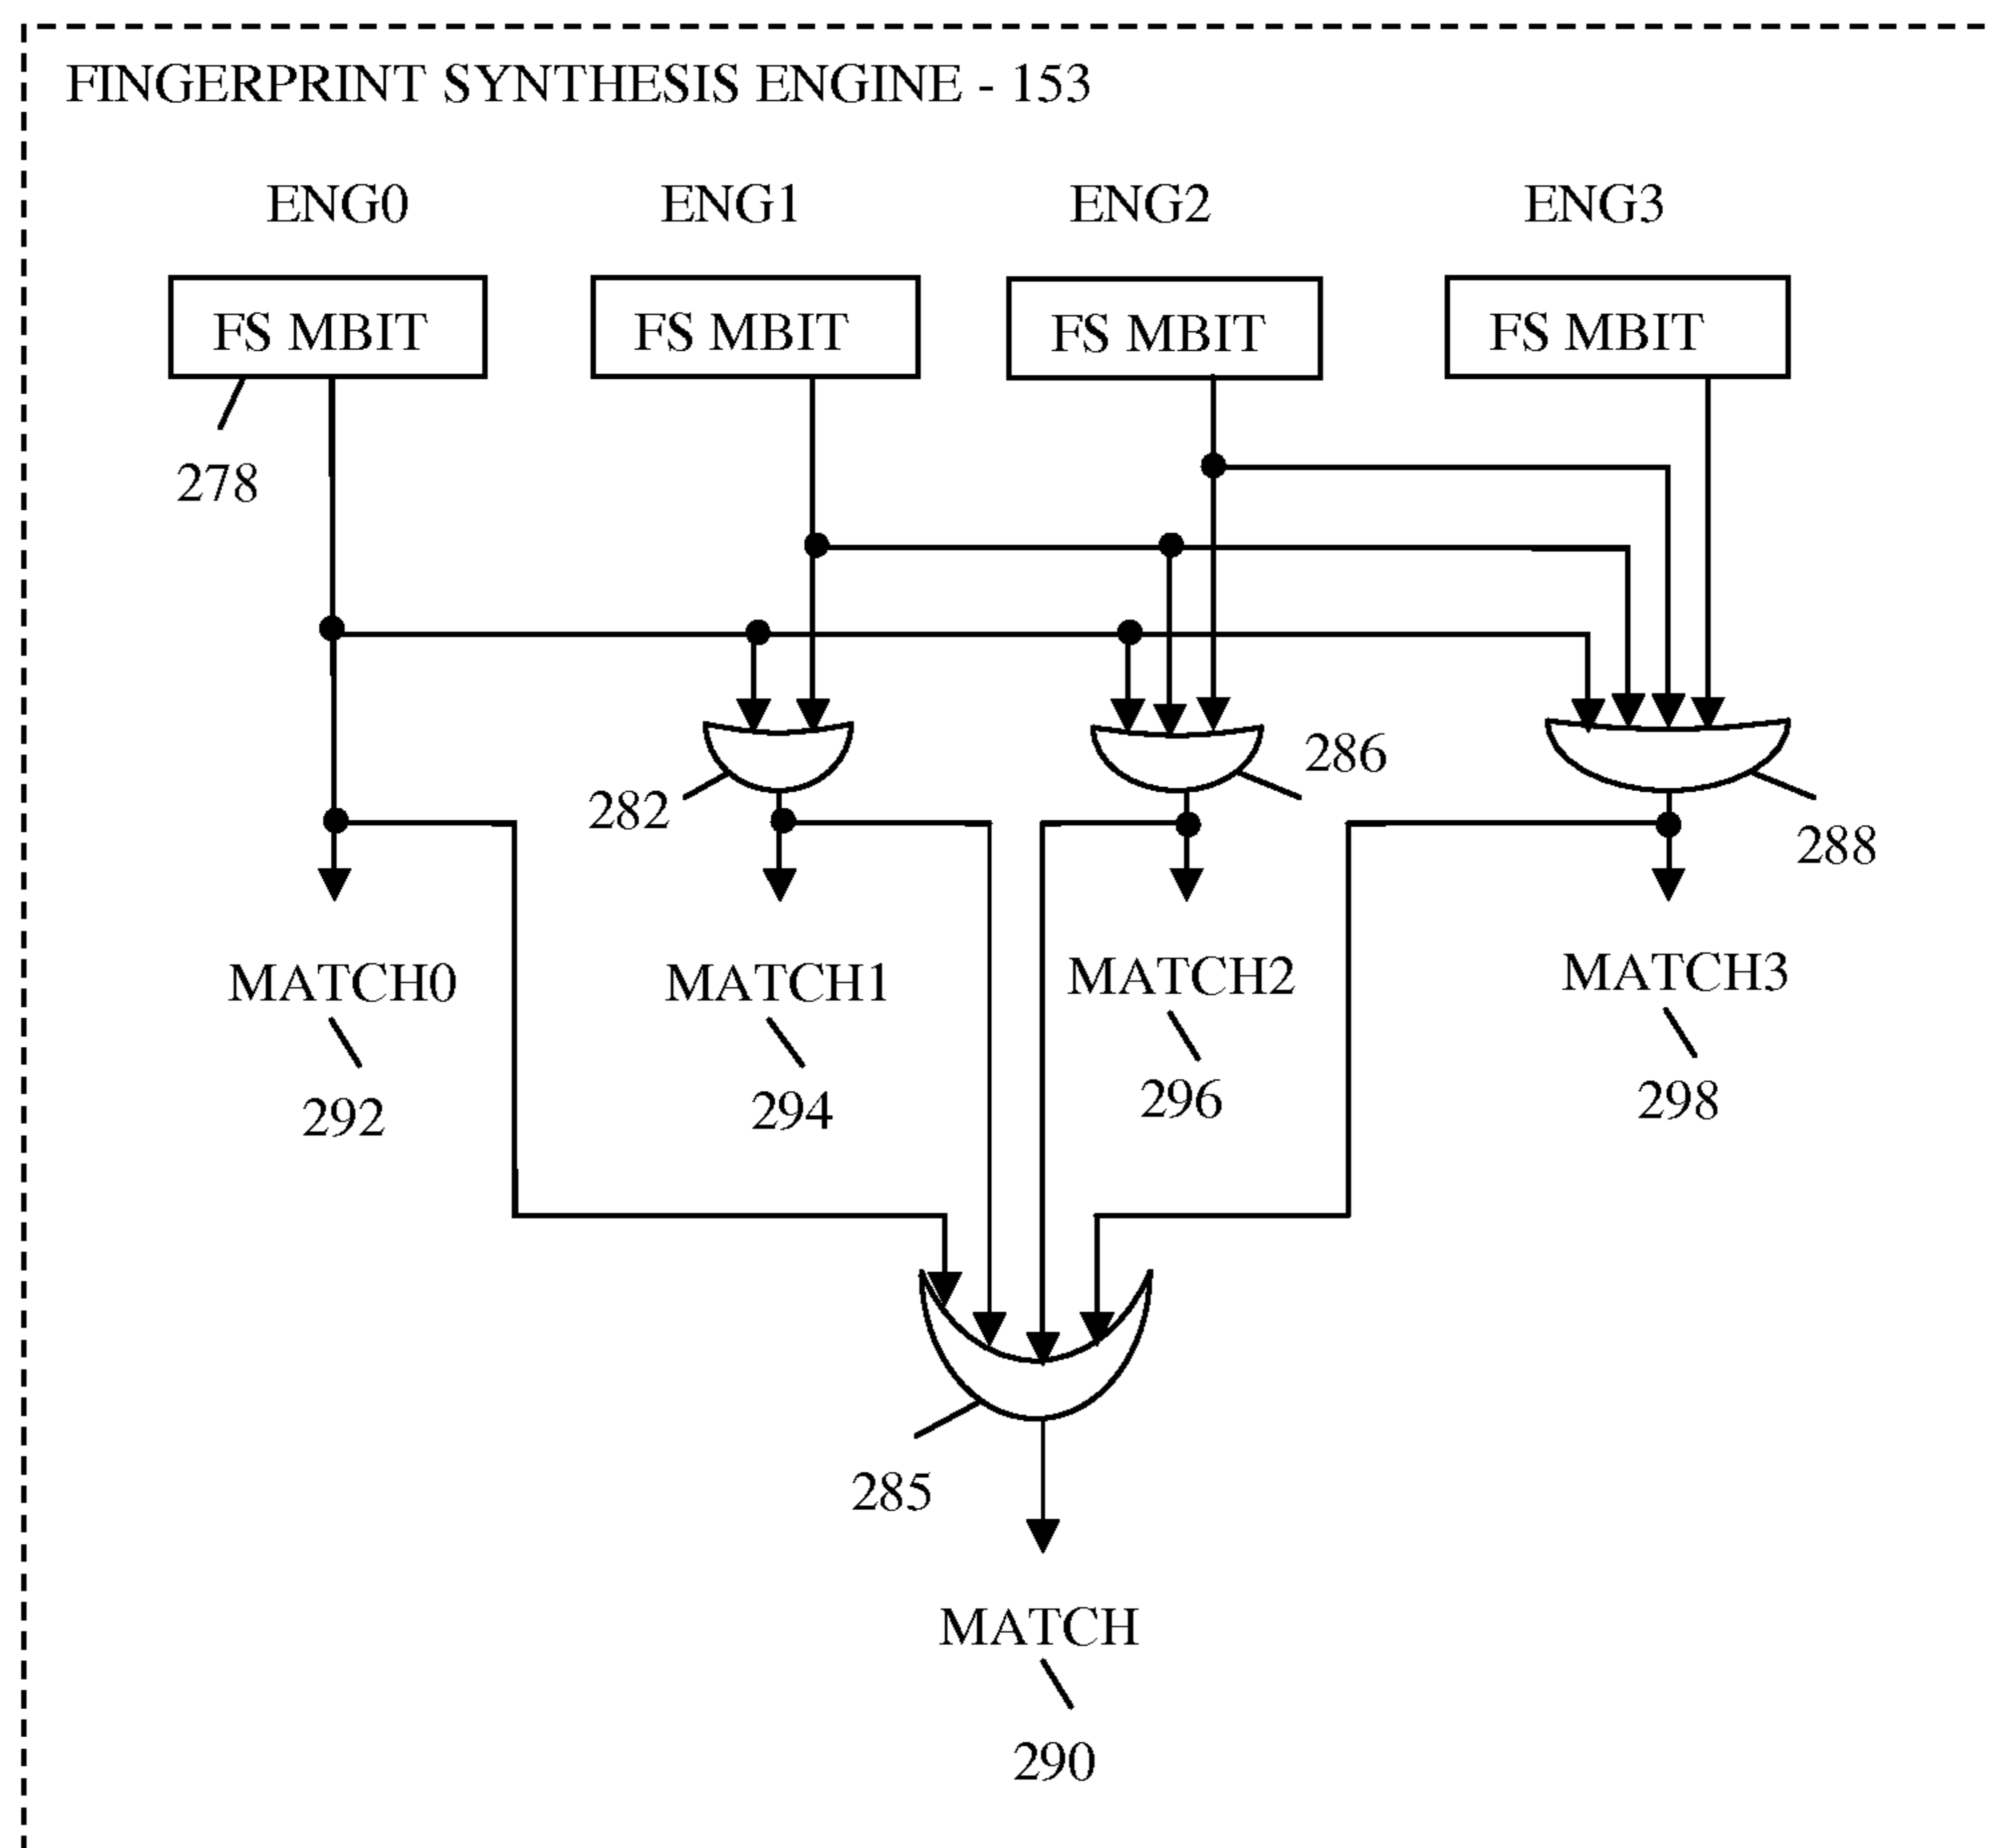 FINGERPRINT SYNTHESIS ENGINE - 153
ENG0 ENG1 ENG2 ENG3
FS MBIT FS MBIT FS MBIT FS MBIT
278
282 286 288
MATCH0 MATCH1 MATCH2 MATCH3
292 294 296 298
285
MATCH
290